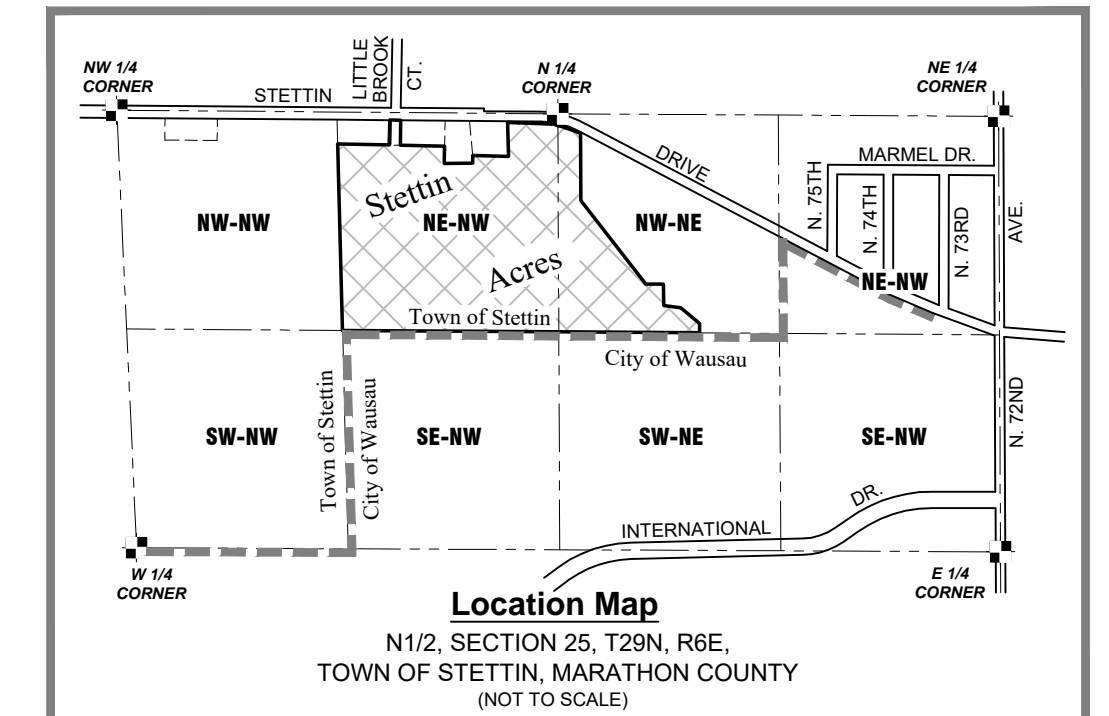 NW 1/4
CORNER
STETTIN
LITTLE
BROOK
CT.
N 1/4
CORNER
NE 1/4
CORNER
DRIVE
MARMEL DR.
N. 75TH
N. 74TH
N. 73RD
AVE.
Stettin
NW-NW
NE-NW
NW-NE
NE-NW
Acres
Town of Stettin
City of Wausau
Town of Stettin
City of Wausau
SW-NW
SE-NW
SW-NE
SE-NW
N. 72ND
INTERNATIONAL
DR.
W 1/4
CORNER
E 1/4
CORNER
Location Map
N1/2, SECTION 25, T29N, R6E,
TOWN OF STETTIN, MARATHON COUNTY
(NOT TO SCALE)